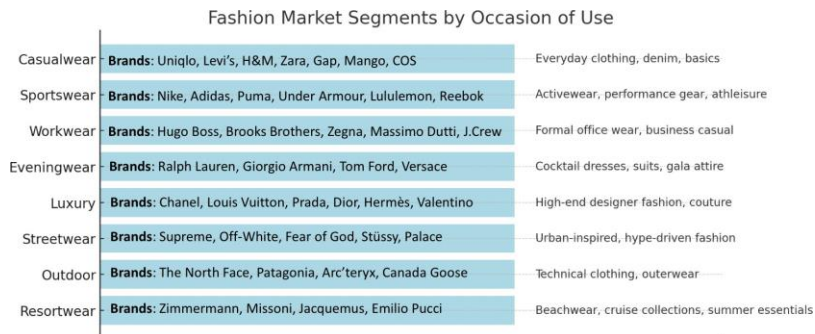 Fashion Market Segments by Occasion of Use
Casualwear Brands: Uniqlo, Levi's, H&M, Zara, Gap, Mango, COS Everyday clothing, denim, basics
Sportswear Brands: Nike, Adidas, Puma, Under Armour, Lululemon, Reebok Activewear, performance gear, athleisure
Workwear Brands: Hugo Boss, Brooks Brothers, Zegna, Massimo Dutti, J.Crew Formal office wear, business casual
Eveningwear Brands: Ralph Lauren, Giorgio Armani, Tom Ford, Versace Cocktail dresses, suits, gala attire
Luxury Brands: Chanel, Louis Vuitton, Prada, Dior, Hermès, Valentino High-end designer fashion, couture
Streetwear Brands: Supreme, Off-White, Fear of God, Stüssy, Palace Urban-inspired, hype-driven fashion
Outdoor Brands: The North Face, Patagonia, Arc'teryx, Canada Goose Technical clothing, outerwear
Resortwear Brands: Zimmermann, Missoni, Jacquemus, Emilio Pucci Beachwear, cruise collections, summer essentials